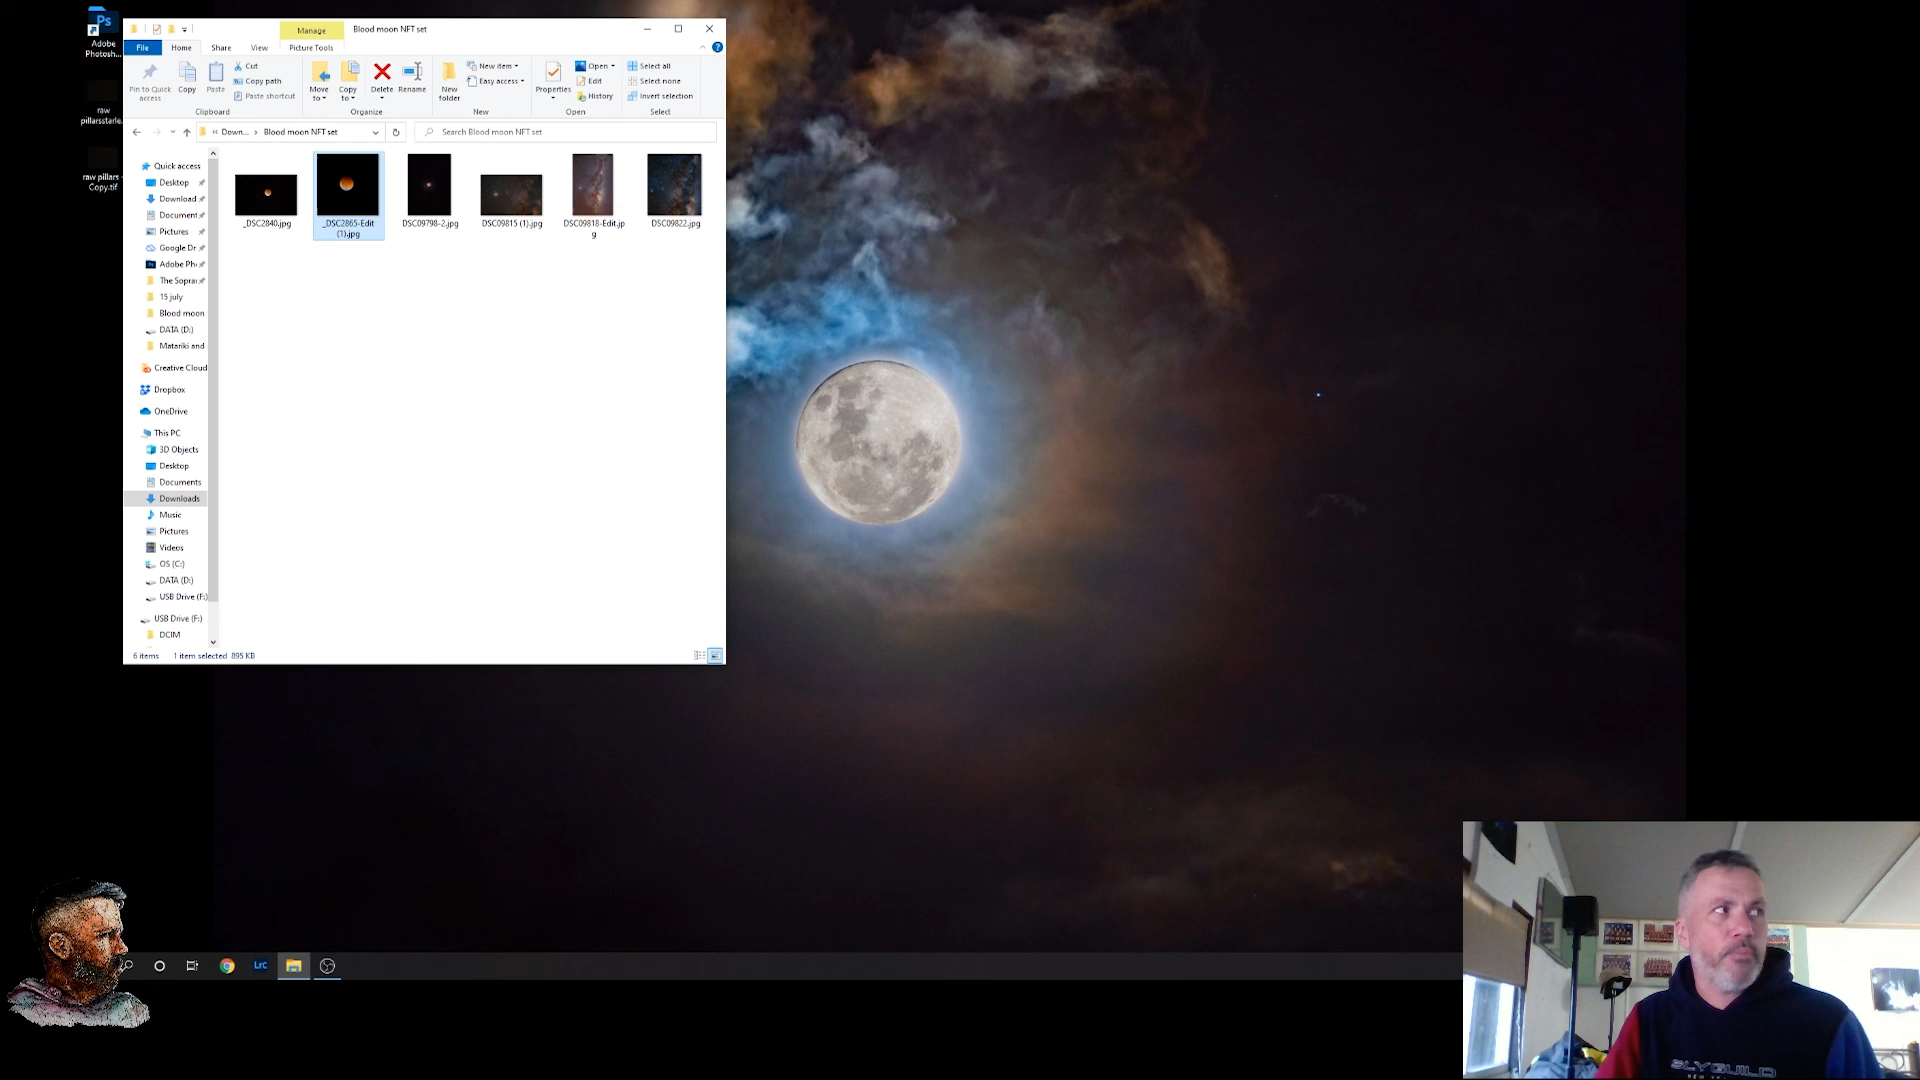 Adobe
Photosh...
raw
pillarsstarle
raw pillars
Copy.tif
Manage
Blood moon NFT set
File
Home
Share
View
Picture Tools
Pin to Quick
access
Copy
Paste
Cut
Copy path
Paste shortcut
Move
to
Copy
to
Delete
Rename
New
folder
New item
Easy access
Properties
Open
Edit
History
Select all
Select none
Invert selection
Clipboard
Organize
New
Open
Select
« Down... › Blood moon NFT set
Search Blood moon NFT set
Quick access
Desktop
Download
Document
Pictures
Google Dr
Adobe Ph
The Sopra
15 july
Blood moon
DATA (D:)
Matariki and
Creative Cloud
Dropbox
OneDrive
This PC
3D Objects
Desktop
Documents
Downloads
Music
Pictures
Videos
OS (C:)
DATA (D:)
USB Drive (F:)
USB Drive (F:)
DCIM
_DSC2840.jpg
_DSC2865-Edit
(1).jpg
DSC09798-2.jpg
DSC09815 (1).jpg
DSC09818-Edit.jp
g
DSC09822.jpg
6 items
1 item selected 895 KB
LrC
SLYGUILD